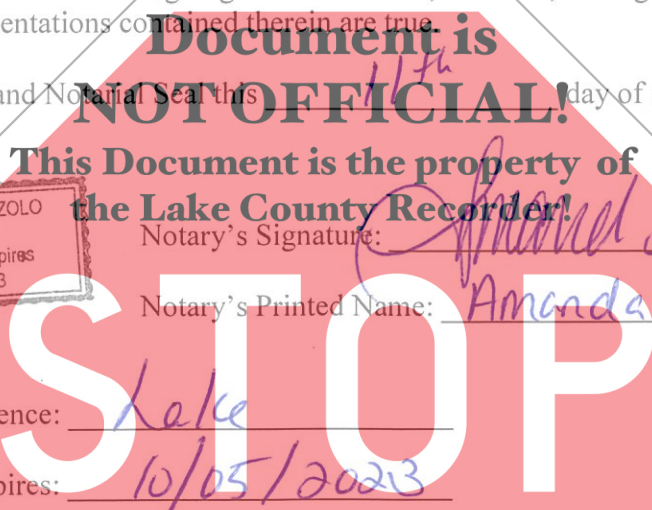 entations contained therein are true.
Document is
and Notarial Seal this 11th day of
NOT OFFICIAL!
This Document is the property of
the Lake County Recorder!
ZOLO
pires
3
Notary's Signature: Amand
Notary's Printed Name: Amanda
STOP
ence: Lake
pires: 10/05/2023